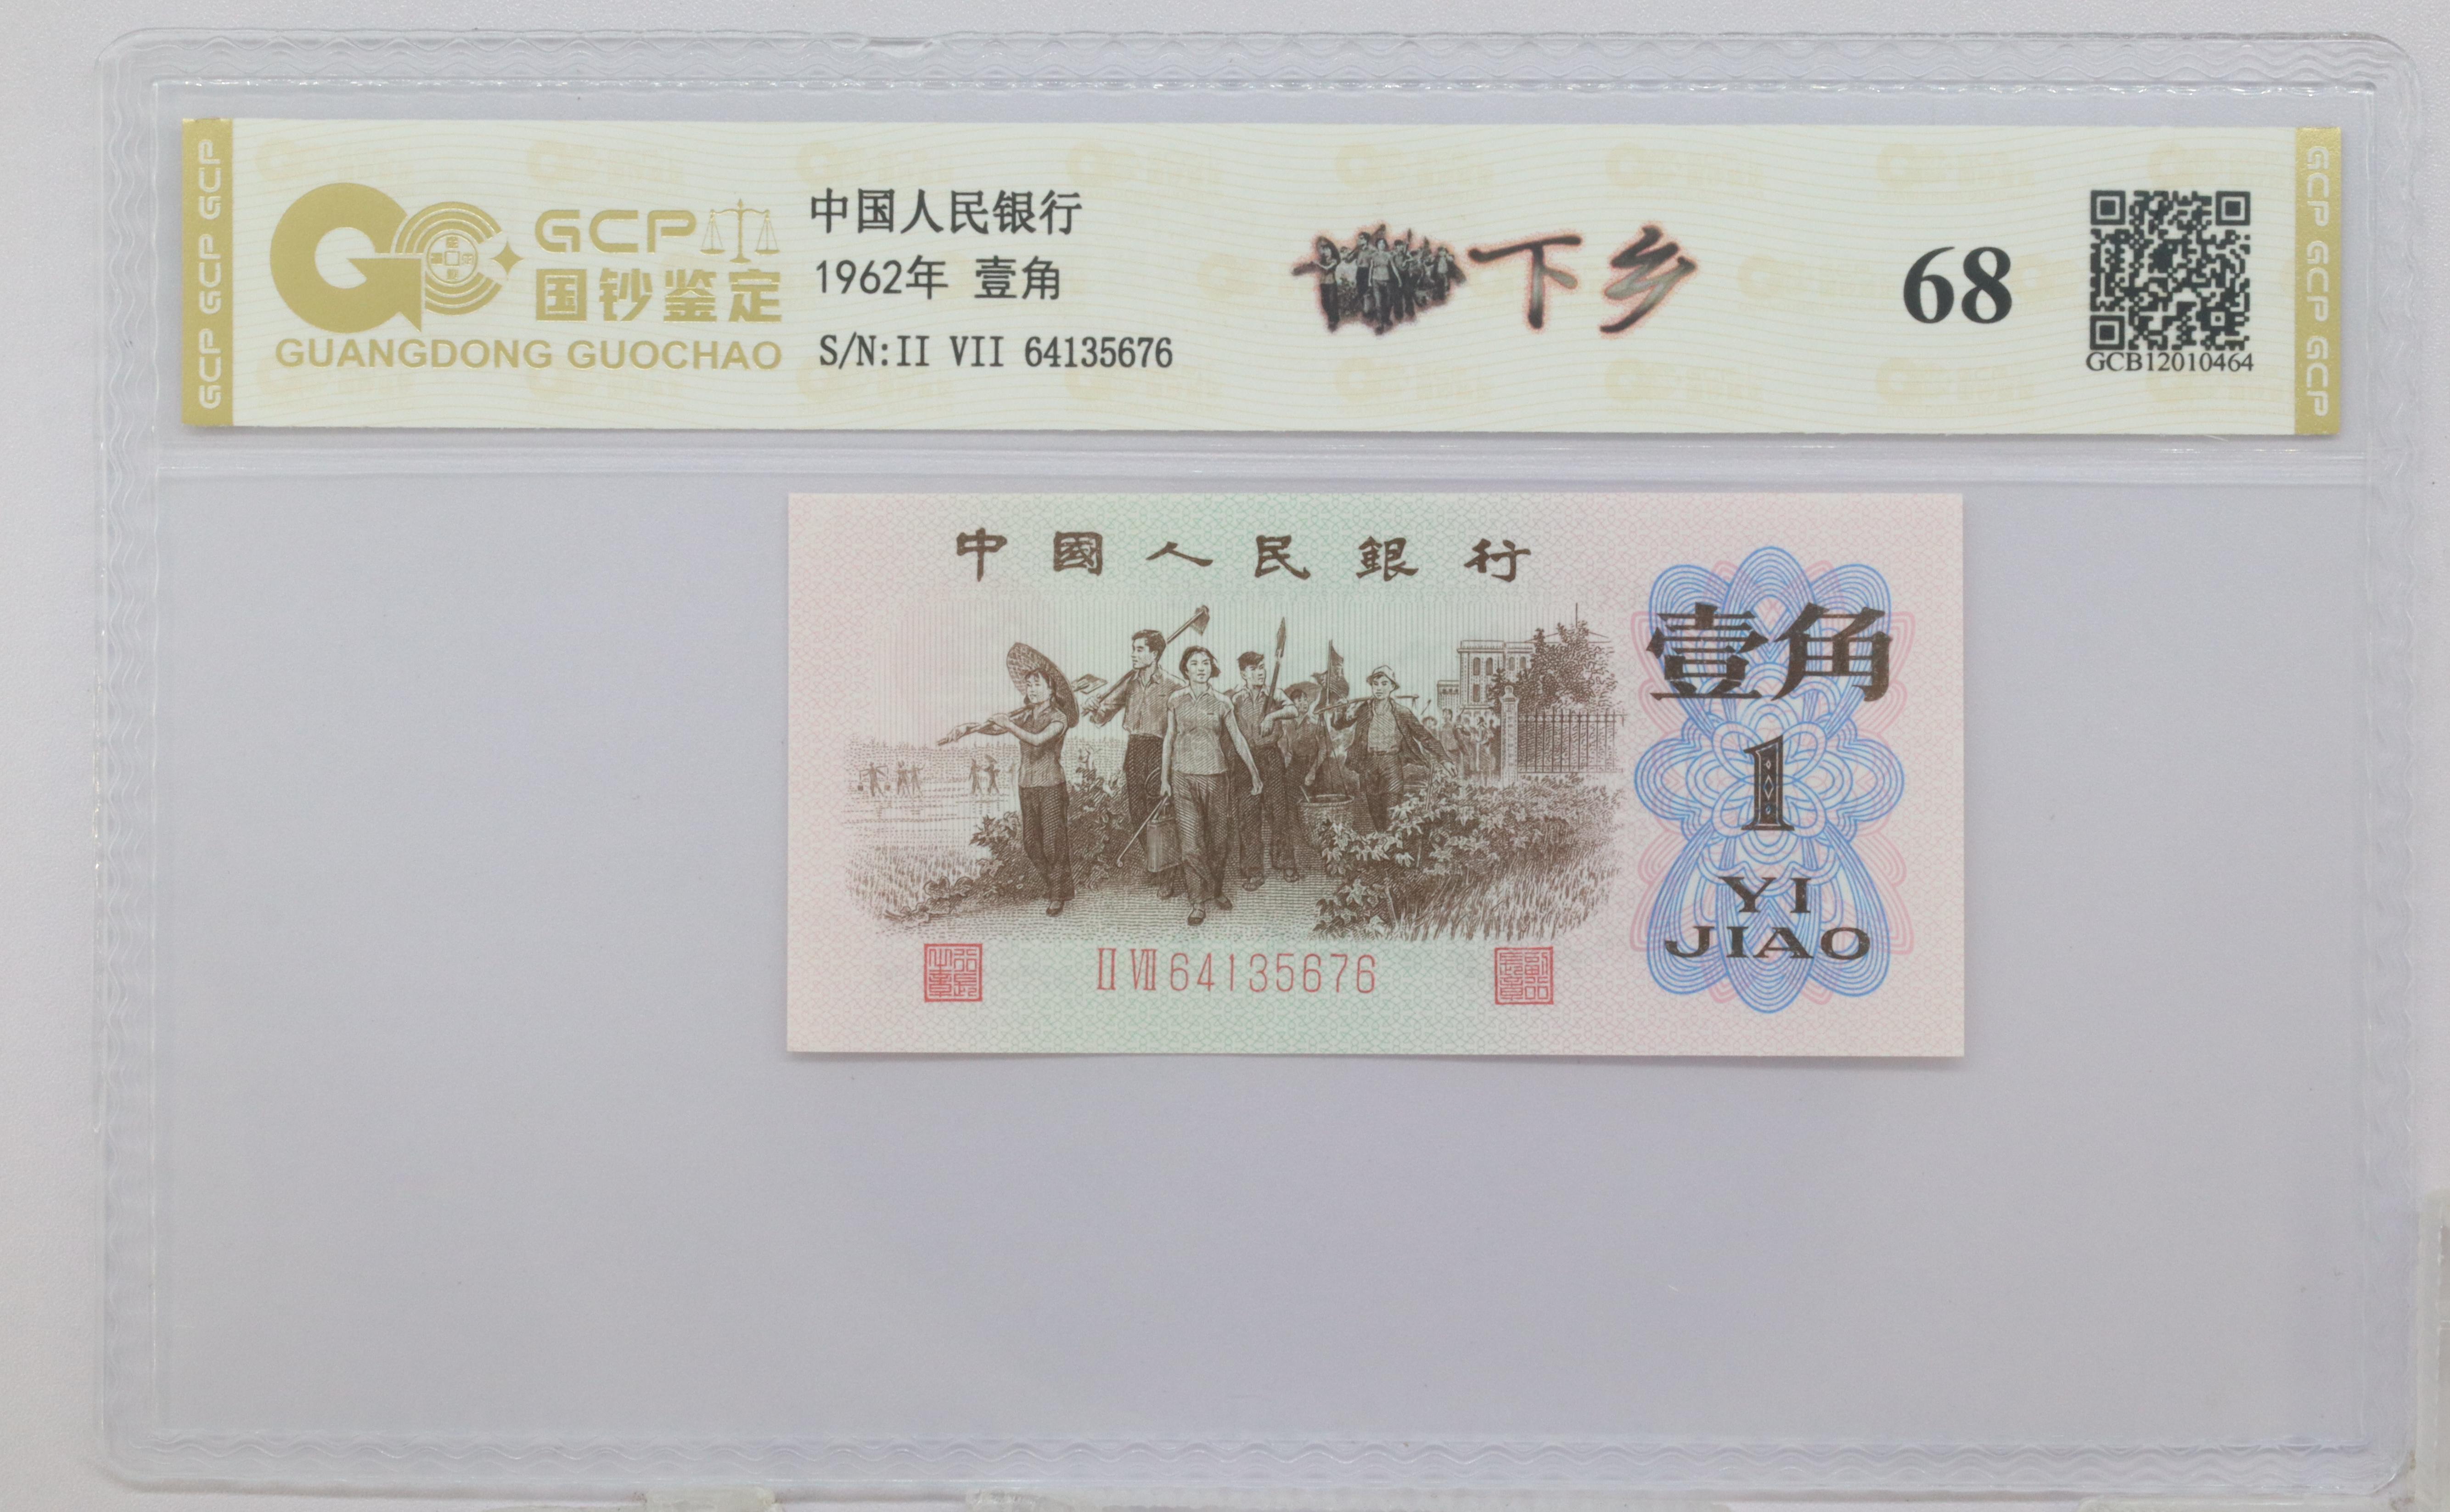 GCP GCP GCP
GCP
国钞鉴定
GUANGDONG GUOCHAO
中国人民银行
1962年 壹角
S/N:II VII 64135676
下乡
68
GCB12010464
GCP GCP GCP
中國人民銀行
壹角
1
YI
JIAO
II VII 64135676